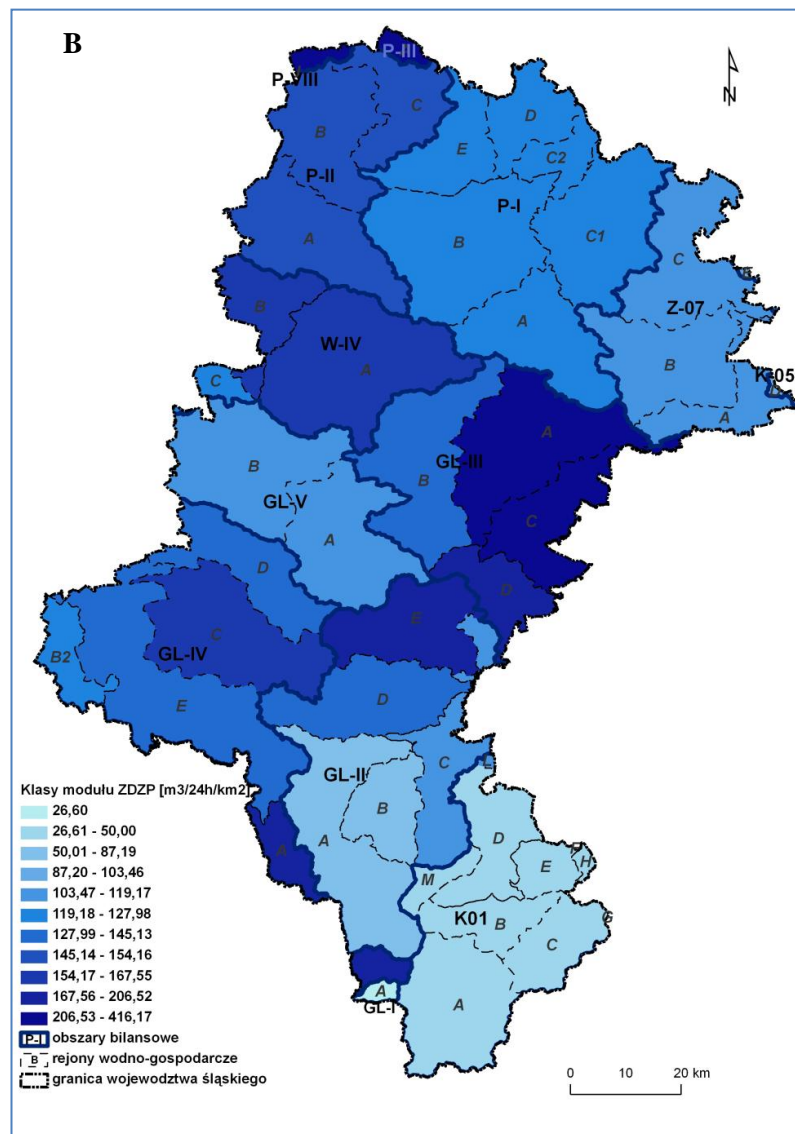 B
P-III
P-VIII
N
C
D
B
E
C2
P-II
P-I
C1
A
B
C
B
Z-07
A
W-IV
A
B
K-05
C
A
A
B
GL-III
B
GL-V
A
C
D
D
E
C
GL-IV
B2
E
D
C
L
GL-II
B
D
A
A
E
H
M
K01
B
G
C
A
A
GL-I
Klasy modułu ZDZP [m3/24h/km2]
26,60
26,61 - 50,00
50,01 - 87,19
87,20 - 103,46
103,47 - 119,17
119,18 - 127,98
127,99 - 145,13
145,14 - 154,16
154,17 - 167,55
167,56 - 206,52
206,53 - 416,17
P-I obszary bilansowe
B rejony wodno-gospodarcze
granica wojewodztwa śląskiego
0 10 20 km